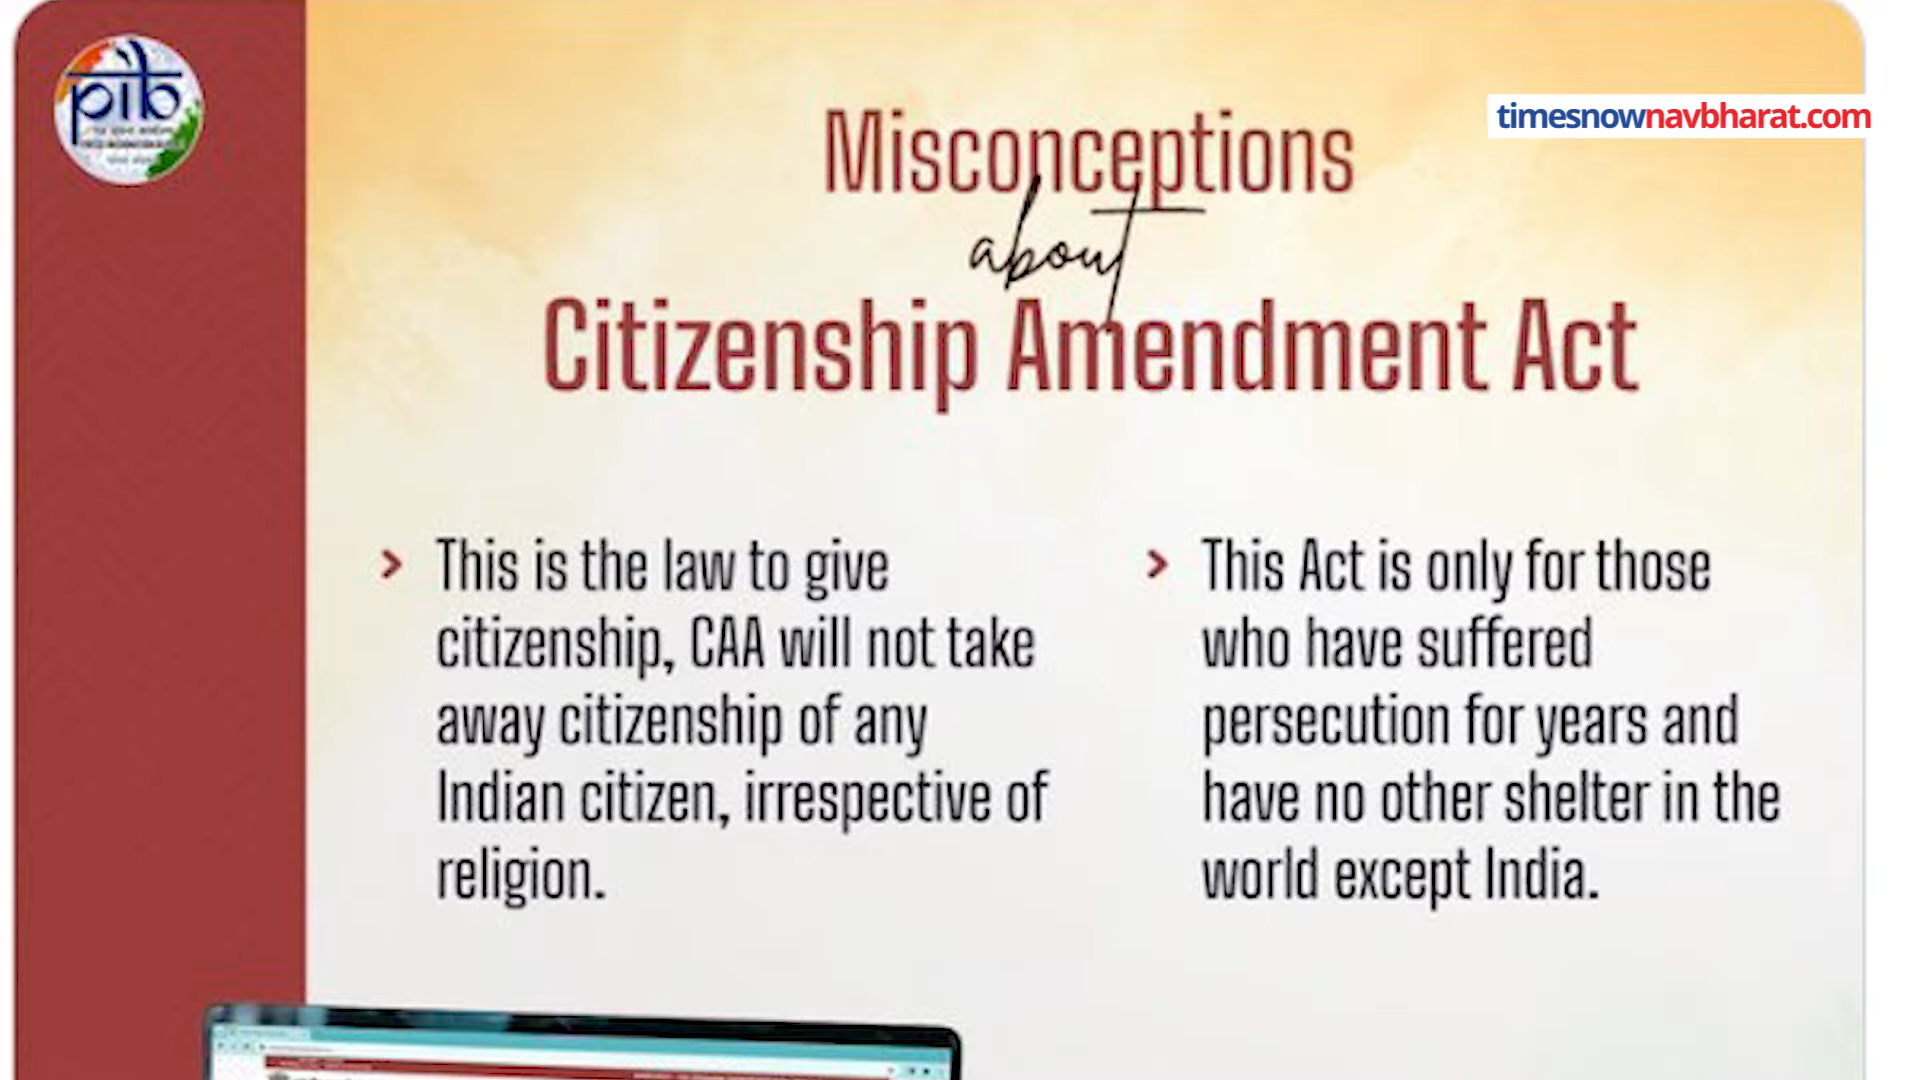 pib
timesnownavbharat.com
Misconceptions
about
Citizenship Amendment Act
> This is the law to give
citizenship, CAA will not take
away citizenship of any
Indian citizen, irrespective of
religion.
> This Act is only for those
who have suffered
persecution for years and
have no other shelter in the
world except India.